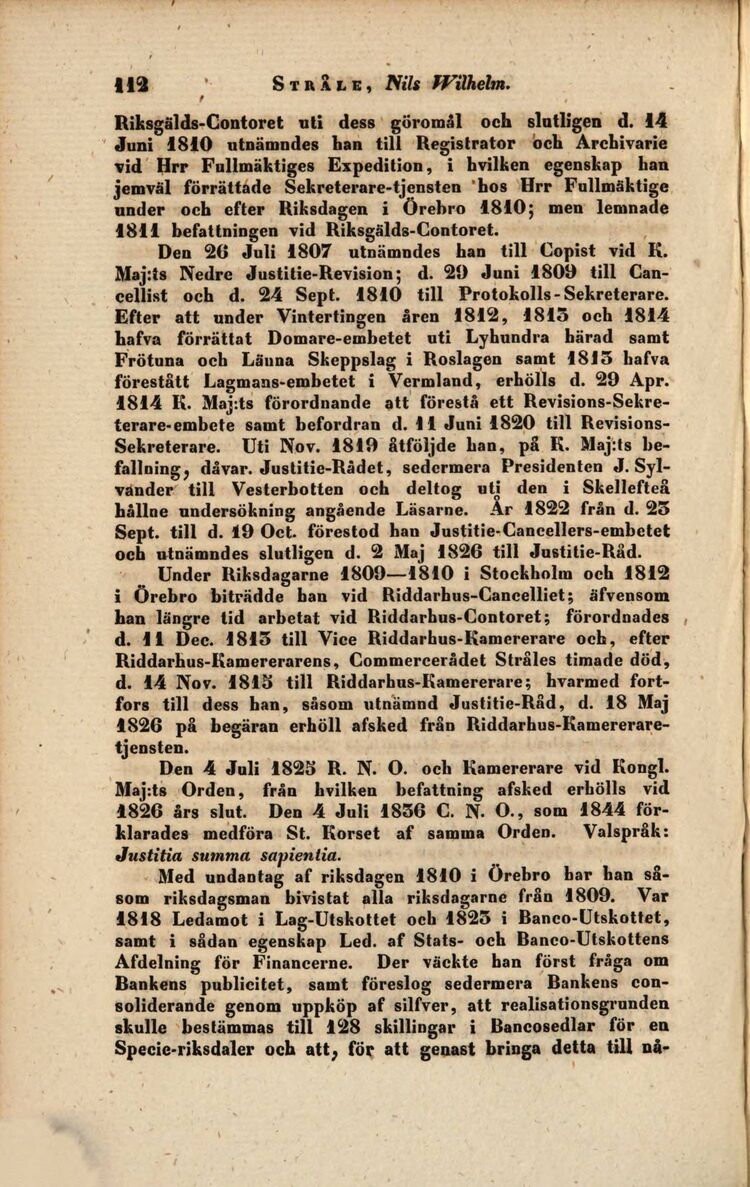 112 STRÅLE, Nils Wilhelm.
Riksgälds-Contoret uti dess göromål och slutligen d. 14
Juni 1810 utnämndes han till Registrator och Archivarie
vid Hrr Fullmäktiges Expedition, i hvilken egenskap han
jemväl förrättade Sekreterare-tjensten hos Hrr Fullmäktige
under och efter Riksdagen i Örebro 1810; men lemnade
1811 befattningen vid Riksgälds-Contoret.
Den 26 Juli 1807 utnämndes han till Copist vid K.
Maj:ts Nedre Justitie-Revision; d. 29 Juni 1809 till Can-
cellist och d. 24 Sept. 1810 till Protokolls-Sekreterare.
Efter att under Vintertingen åren 1812, 1813 och 1814
hafva förrättat Domare-embetet uti Lyhundra härad samt
Frötuna och Länna Skeppslag i Roslagen samt 1813 hafva
förestått Lagmans-embetet i Vermland, erhölls d. 29 Apr.
1814 K. Maj:ts förordnande att förestå ett Revisions-Sekre-
terare-embete samt befordran d. 11 Juni 1820 till Revisions-
Sekreterare. Uti Nov. 1819 åtföljde han, på K. Maj:ts be-
fallning, dåvar. Justitie-Rådet, sedermera Presidenten J. Syl-
vander till Vesterbotten och deltog uti den i Skellefteå
hållne undersökning angående Läsarne. År 1822 från d. 23
Sept. till d. 19 Oct. förestod han Justitie-Cancellers-embetet
och utnämndes slutligen d. 2 Maj 1826 till Justitie-Råd.
Under Riksdagarne 1809—1810 i Stockholm och 1812
i Örebro biträdde han vid Riddarhus-Cancelliet; äfvensom
han längre tid arbetat vid Riddarhus-Contoret; förordnades
d. 11 Dec. 1813 till Vice Riddarhus-Kamererare och, efter
Riddarhus-Kamererarens, Commercerådet Stråles timade död,
d. 14 Nov. 1815 till Riddarhus-Kamererare; hvarmed fort-
fors till dess han, såsom utnämnd Justitie-Råd, d. 18 Maj
1826 på begäran erhöll afsked från Riddarhus-Kamererare-
tjensten.
Den 4 Juli 1825 R. N. O. och Kamererare vid Kongl.
Maj:ts Orden, från hvilken befattning afsked erhölls vid
1826 års slut. Den 4 Juli 1836 C. N. O., som 1844 för-
klarades medföra St. Korset af samma Orden. Valspråk:
Justitia summa sapientia.
Med undantag af riksdagen 1810 i Örebro har han så-
som riksdagsman bivistat alla riksdagarne från 1809. Var
1818 Ledamot i Lag-Utskottet och 1823 i Banco-Utskottet,
samt i sådan egenskap Led. af Stats- och Banco-Utskottens
Afdelning för Financerne. Der väckte han först fråga om
Bankens publicitet, samt föreslog sedermera Bankens con-
soliderande genom uppköp af silfver, att realisationsgrunden
skulle bestämmas till 128 skillingar i Bancosedlar för en
Specie-riksdaler och att, för att genast bringa detta till nå-